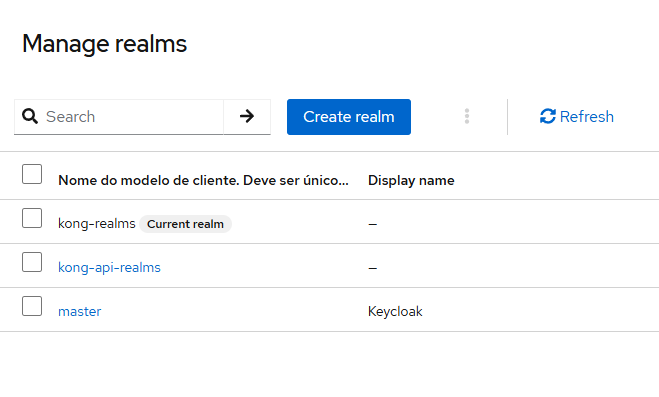 Manage realms
Search
Create realm
Refresh
Nome do modelo de cliente. Deve ser único... Display name
kong-realms Current realm –
kong-api-realms –
master Keycloak